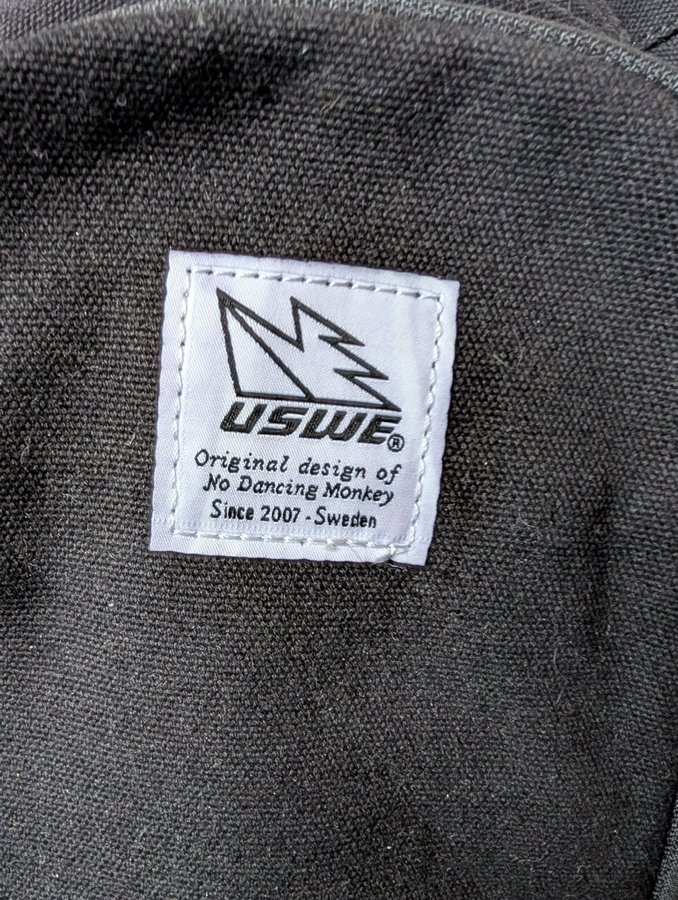 USWE®
Original design of
No Dancing Monkey
Since 2007 - Sweden